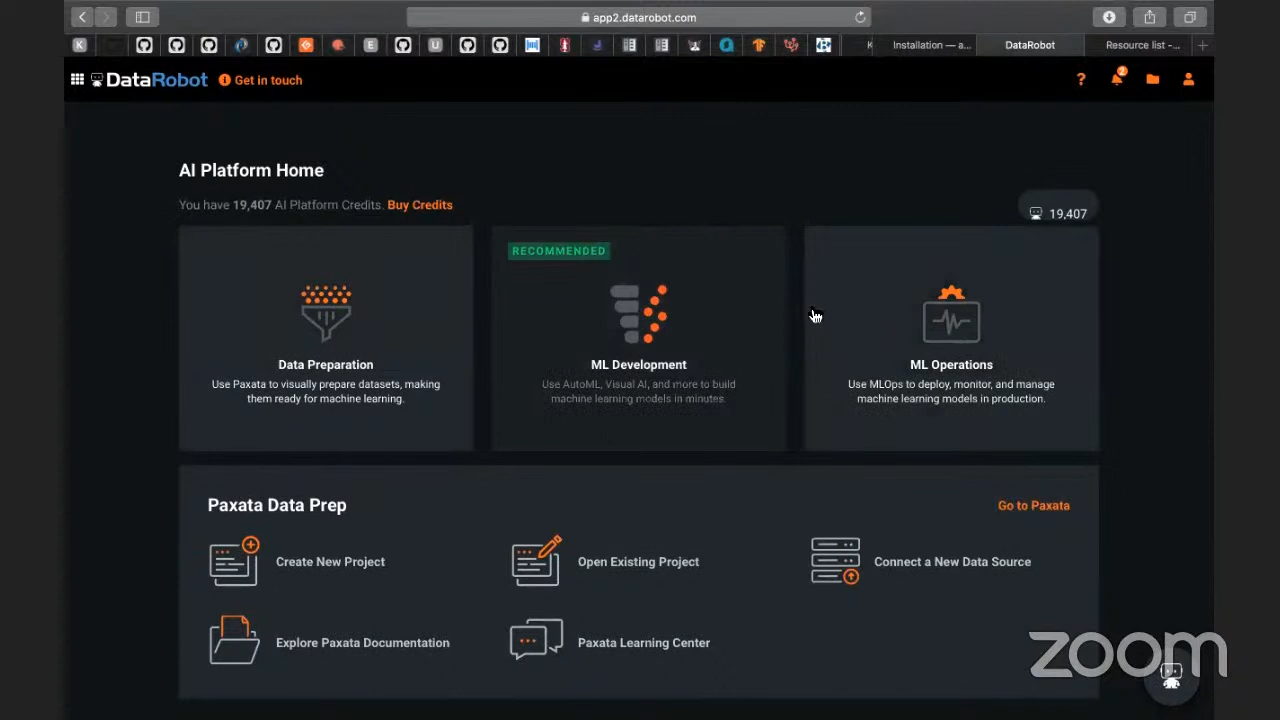 app2.datarobot.com
K
E
U
K
Installation — a...
DataRobot
Resource list -...
DataRobot
Get in touch
?
2
AI Platform Home
You have 19,407 AI Platform Credits. Buy Credits
19,407
RECOMMENDED
Data Preparation
Use Paxata to visually prepare datasets, making
them ready for machine learning.
ML Development
Use AutoML, Visual AI, and more to build
machine learning models in minutes.
ML Operations
Use MLOps to deploy, monitor, and manage
machine learning models in production.
Paxata Data Prep
Go to Paxata
Create New Project
Open Existing Project
Connect a New Data Source
Explore Paxata Documentation
Paxata Learning Center
zoom